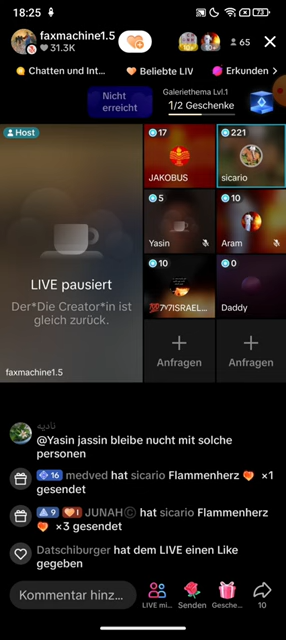 18:25
73
faxmachine1.5
31.3K
65
Chatten und Int...
Beliebte LIV
Erkunden
Nicht
erreicht
Galeriethema Lvl.1
1/2 Geschenke
Host
17
JAKOBUS
221
sicario
5
Yasin
10
Aram
LIVE pausiert
Der*Die Creator*in ist
gleich zurück.
10
💯7Y7ISRAEL...
0
Daddy
faxmachine1.5
Anfragen
Anfragen
ناديه
@Yasin jassin bleibe nucht mit solche
personen
16 medved hat sicario Flammenherz ×1
gesendet
9 1 JUNAHⒸ hat sicario Flammenherz
×3 gesendet
Datschiburger hat dem LIVE einen Like
gegeben
Kommentar hinz...
LIVE mi...
Senden
Gesche...
10